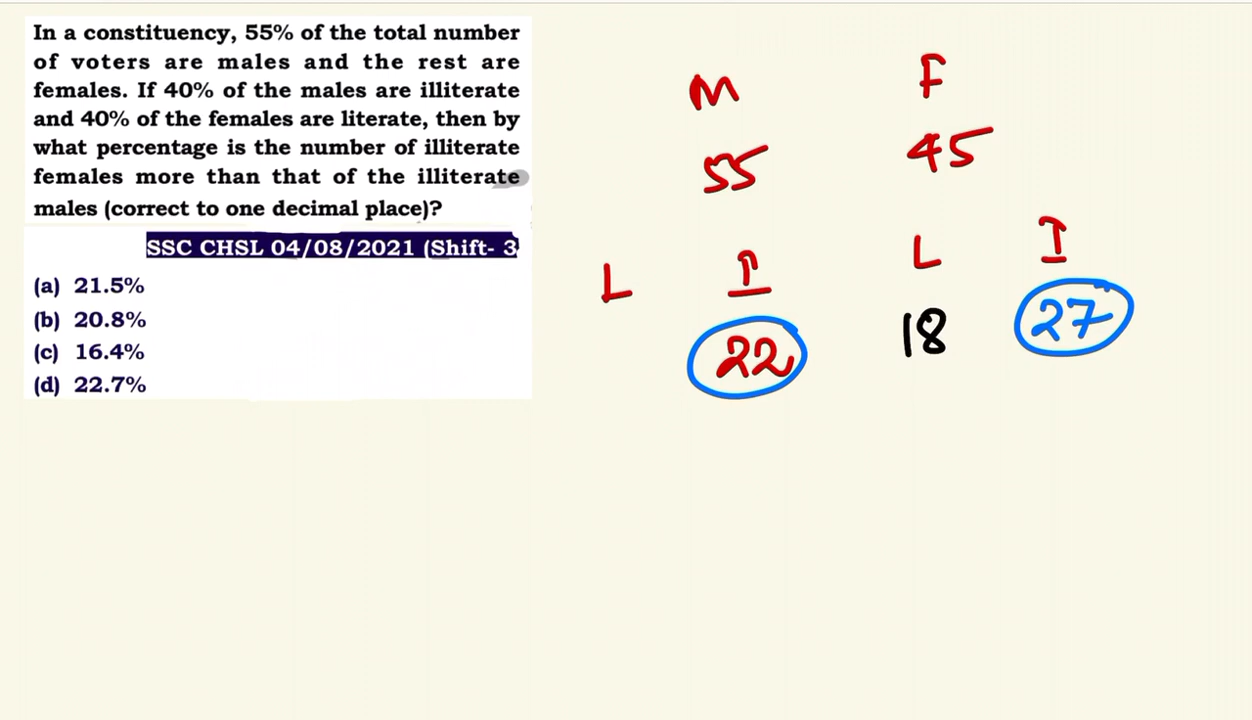 In a constituency, 55% of the total number
of voters are males and the rest are
females. If 40% of the males are illiterate
and 40% of the females are literate, then by
what percentage is the number of illiterate
females more than that of the illiterate
males (correct to one decimal place)?
SSC CHSL 04/08/2021 (Shift- 3
(a) 21.5%
(b) 20.8%
(c) 16.4%
(d) 22.7%
M F
55 45
L I L I
22 18 27